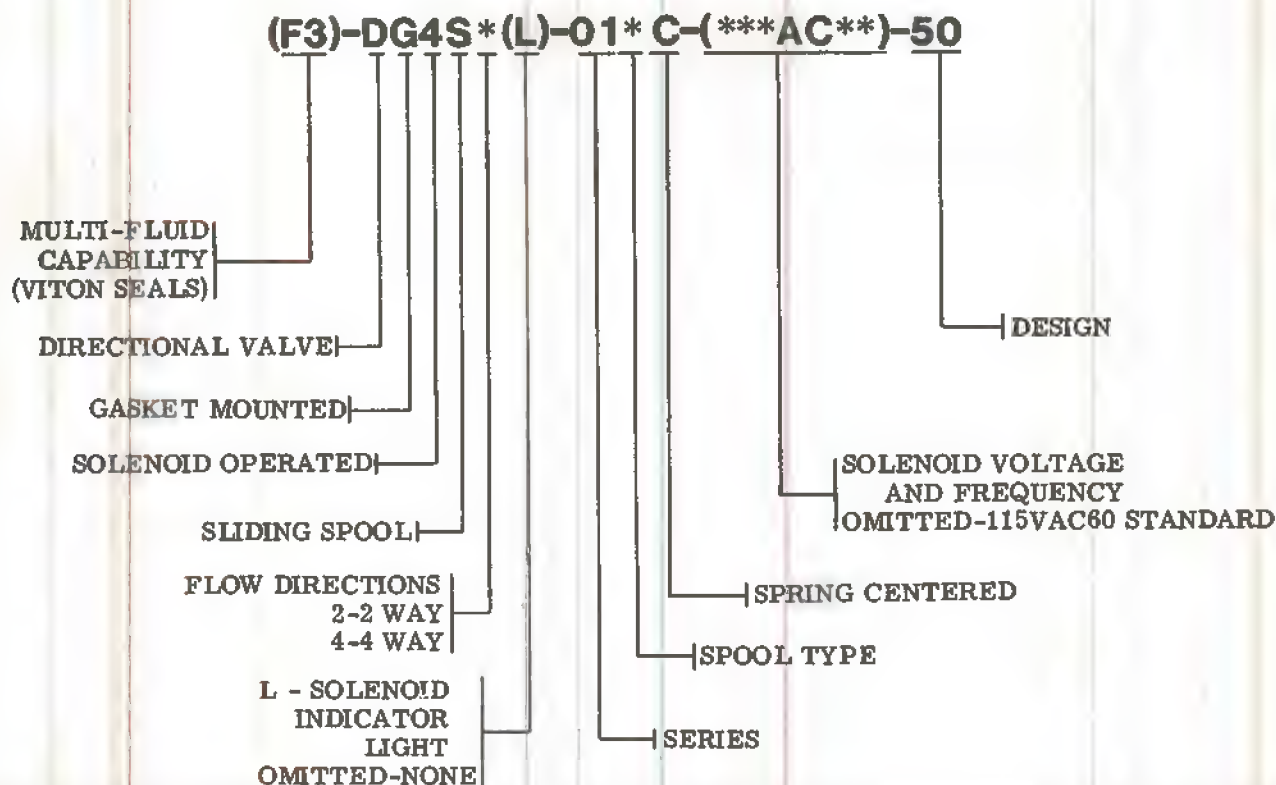 (F3)-DG4S*(L)-01*C-(***AC**)-50
MULTI-FLUID
CAPABILITY
(VITON SEALS)
DIRECTIONAL VALVE
GASKET MOUNTED
SOLENOID OPERATED
SLIDING SPOOL
FLOW DIRECTIONS
2-2 WAY
4-4 WAY
L - SOLENOID
INDICATOR
LIGHT
OMITTED-NONE
DESIGN
SOLENOID VOLTAGE
AND FREQUENCY
OMITTED-115VAC60 STANDARD
SPRING CENTERED
SPOOL TYPE
SERIES